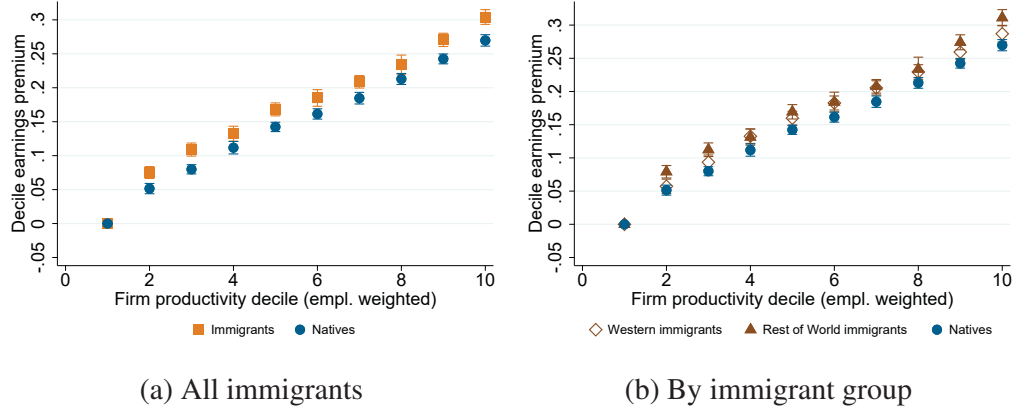 Decile earnings premium
-.05 0 .05 .1 .15 .2 .25 .3
0 2 4 6 8 10
Firm productivity decile (empl. weighted)
Immigrants Natives
(a) All immigrants
Decile earnings premium
-.05 0 .05 .1 .15 .2 .25 .3
0 2 4 6 8 10
Firm productivity decile (empl. weighted)
Western immigrants Rest of World immigrants Natives
(b) By immigrant group